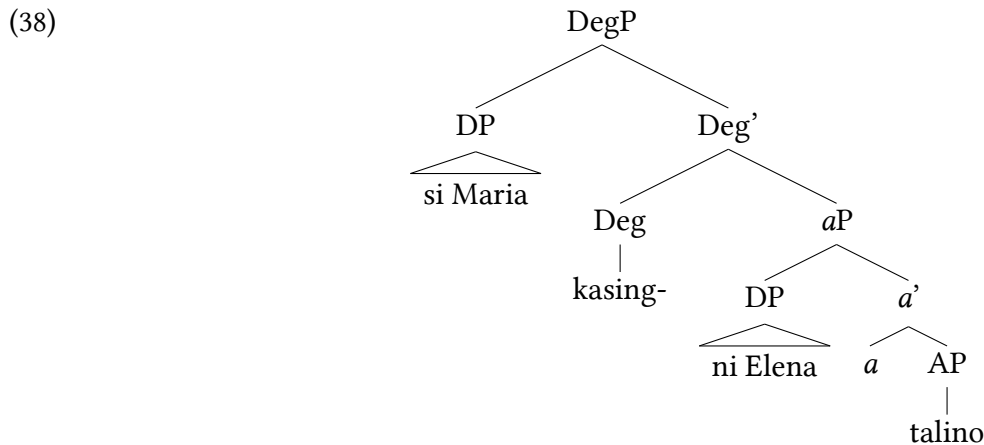 (38) DegP
DP Deg’
si Maria
Deg aP
kasing- DP a’
ni Elena a AP
talino